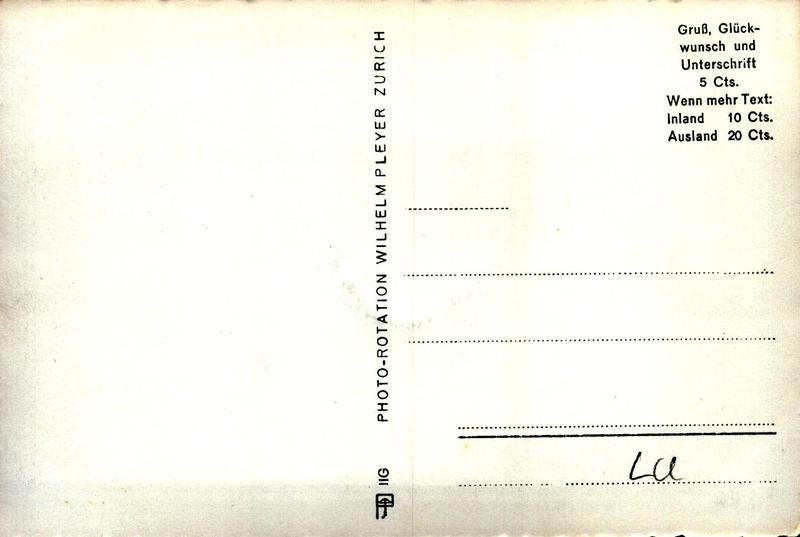 Gruß, Glück-
wunsch und
Unterschrift
5 Cts.
Wenn mehr Text:
Inland 10 Cts.
Ausland 20 Cts.
PHOTO-ROTATION WILHELM PLEYER ZURICH
11G